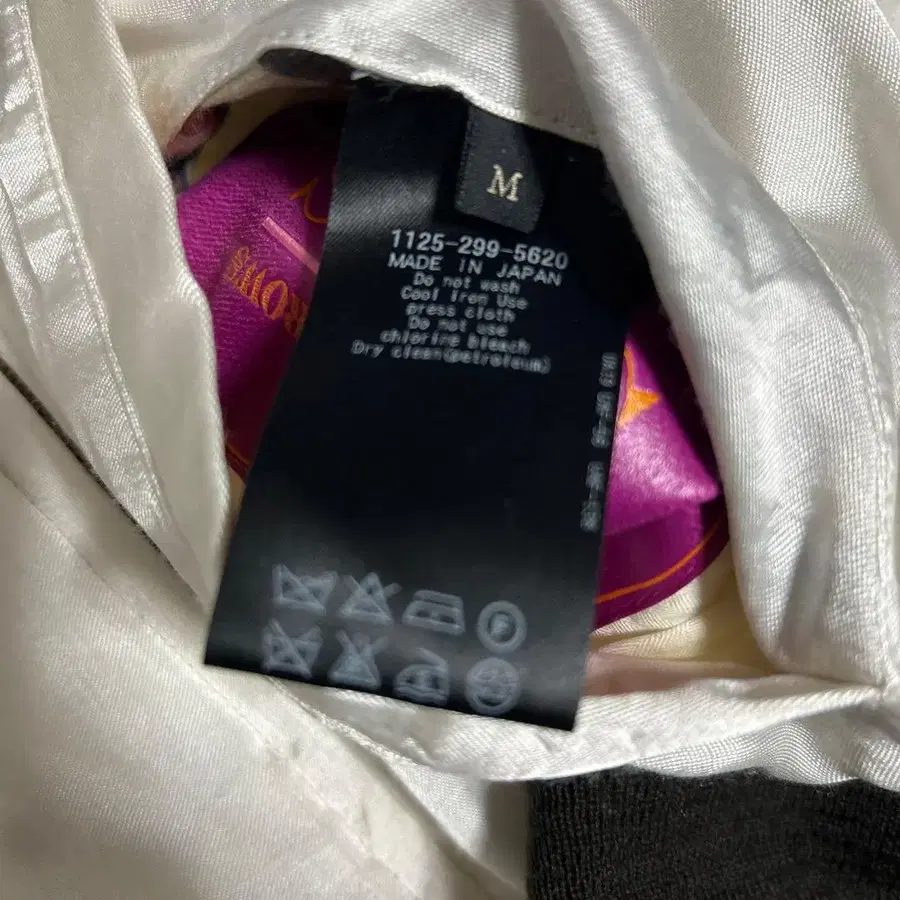 M
1125-299-5620
MADE IN JAPAN
Do not wash
Cool Iron Use
press cloth
Do not use
chlorire bleach
Dry clean(petroleum)
F